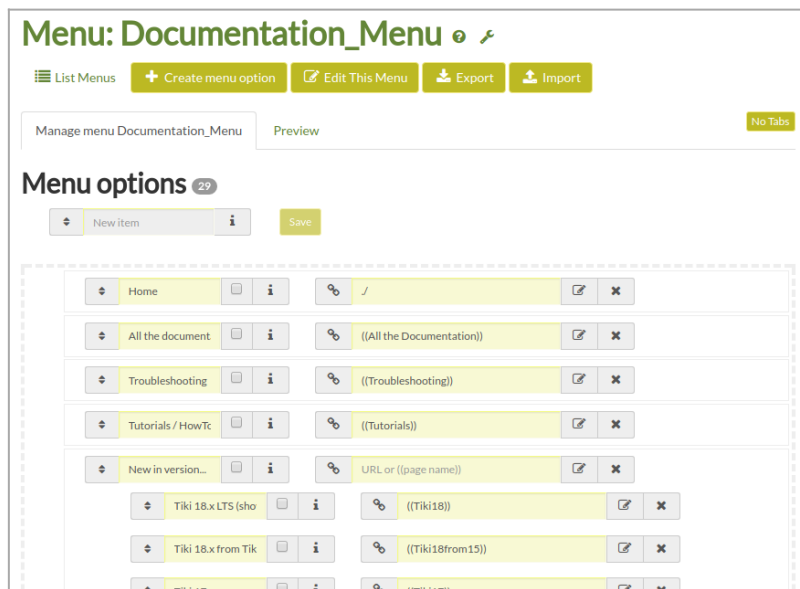 Menu: Documentation_Menu
List Menus Create menu option Edit This Menu Export Import
Manage menu Documentation_Menu Preview No Tabs
Menu options 29
New item Save
Home ./
All the document ((All the Documentation))
Troubleshooting ((Troubleshooting))
Tutorials / HowTo ((Tutorials))
New in version... URL or ((page name))
Tiki 18.x LTS (sho ((Tiki18))
Tiki 18.x from Tik ((Tiki18from15))